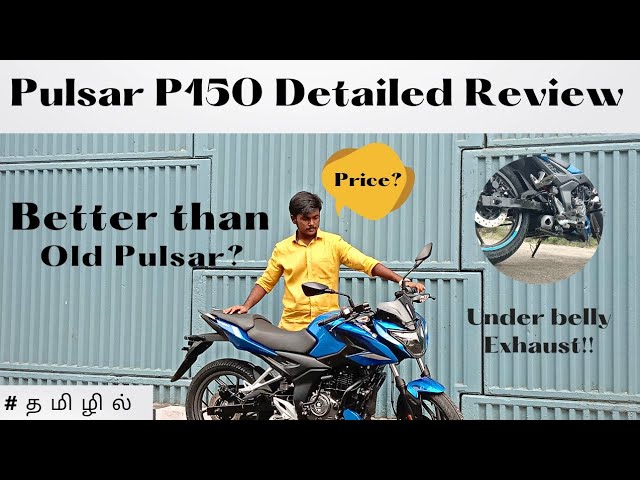 Pulsar P150 Detailed Review
Price?
Better than
Old Pulsar?
Under belly
Exhaust!!
#தமிழில்